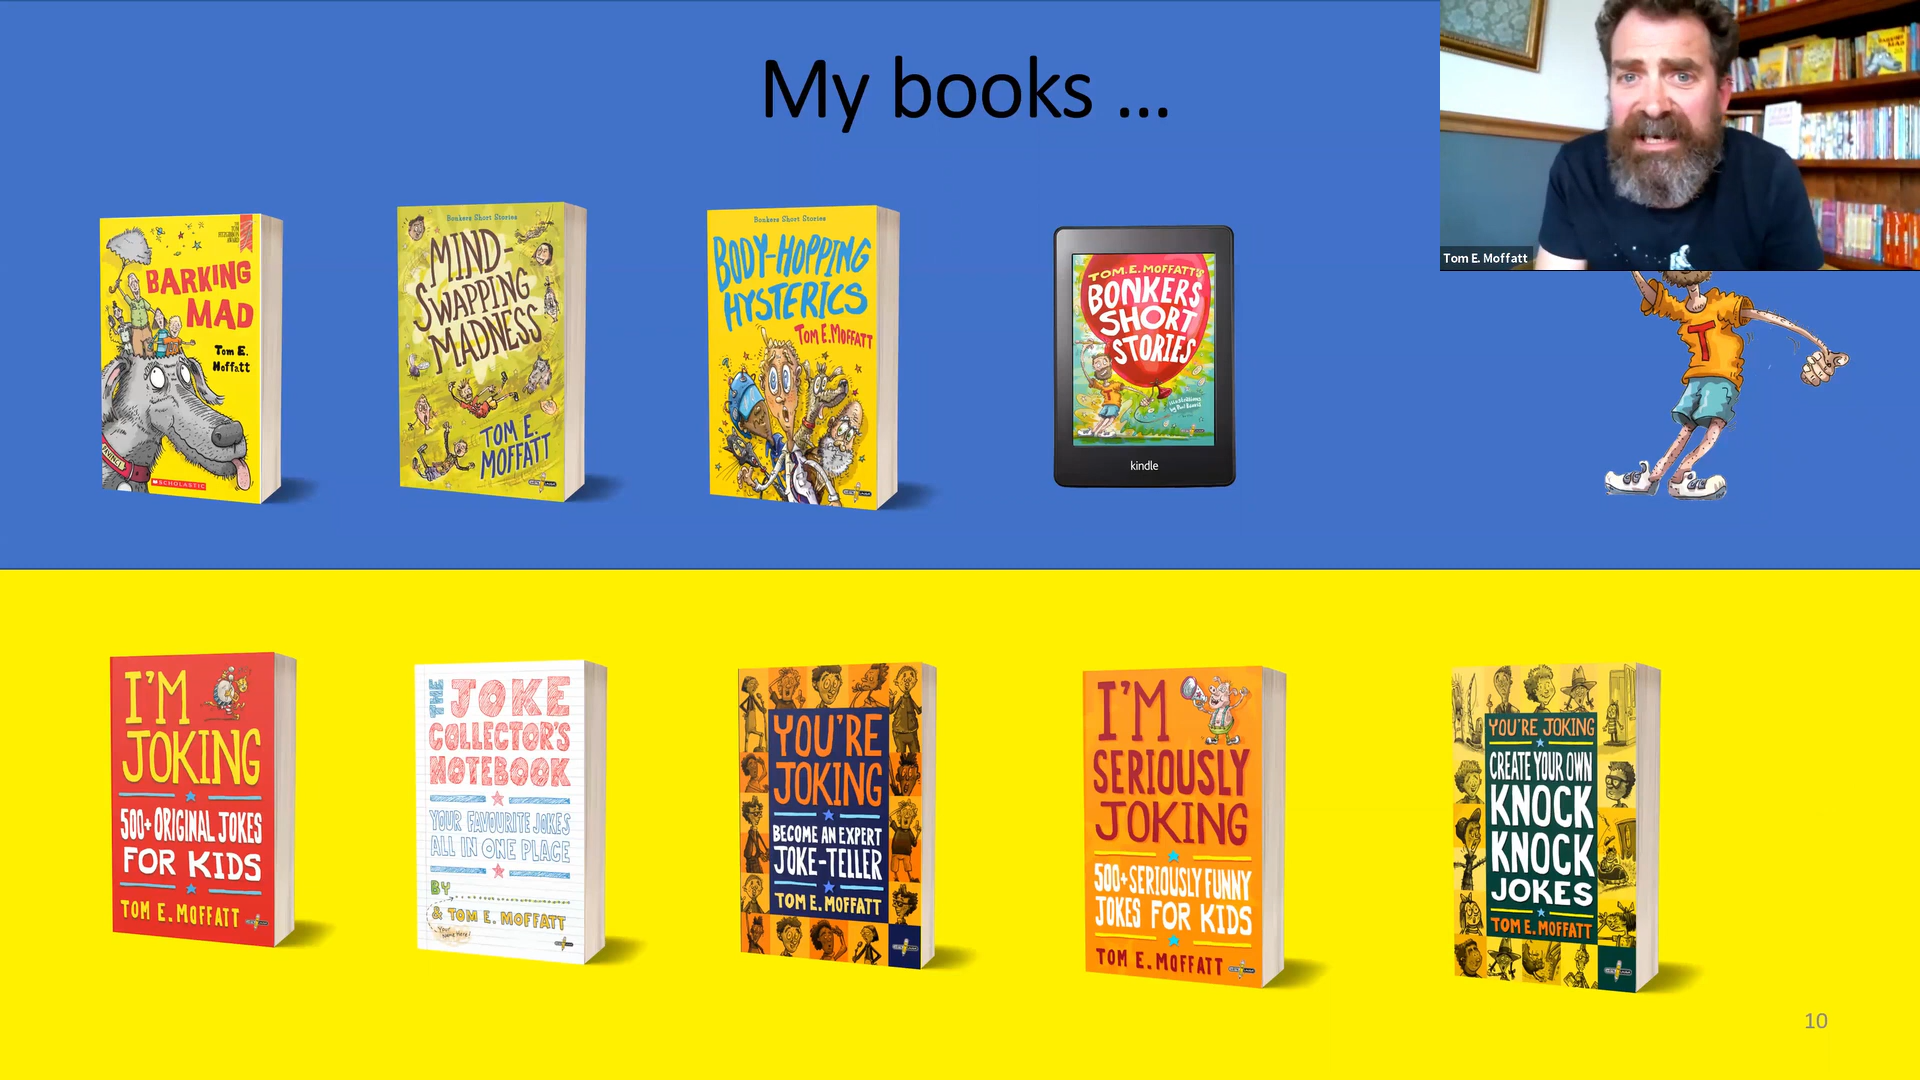 My books ...
Tom E. Moffatt
BARKING
MAD
Tom E.
Moffatt
SCHOLASTIC
Bonkers Short Stories
MIND-
SWAPPING
MADNESS
TOM E.
MOFFATT
Bonkers Short Stories
BODY-HOPPING
HYSTERICS
TOM E. MOFFATT
TOM E. MOFFATT'S
BONKERS
SHORT
STORIES
kindle
T
I'M
JOKING
500+ ORIGINAL JOKES
FOR KIDS
TOM E. MOFFATT
THE JOKE
COLLECTOR'S
NOTEBOOK
YOUR FAVOURITE JOKES
ALL IN ONE PLACE
BY
& TOM E. MOFFATT
Your
Name Here!
YOU'RE
JOKING
BECOME AN EXPERT
JOKE-TELLER
TOM E. MOFFATT
I'M
SERIOUSLY
JOKING
500+ SERIOUSLY FUNNY
JOKES FOR KIDS
TOM E. MOFFATT
YOU'RE JOKING
CREATE YOUR OWN
KNOCK
KNOCK
JOKES
TOM E. MOFFATT
10